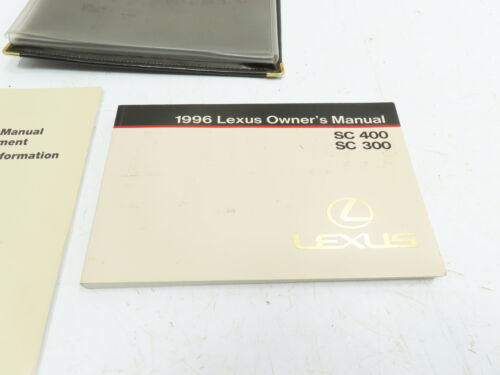 Manual
ment
formation
1996 Lexus Owner's Manual
SC 400
SC 300
LEXUS